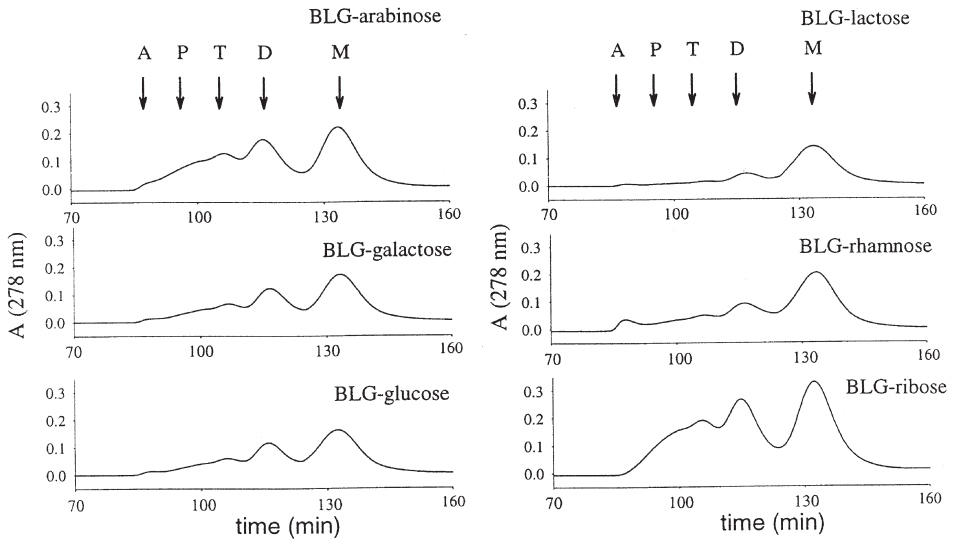 BLG-arabinose
A P T D M
0.3
0.2
0.1
0.0
70 100 130 160
BLG-galactose
0.3
0.2
0.1
0.0
70 100 130 160
BLG-glucose
0.3
0.2
0.1
0.0
70 100 130 160
A (278 nm)
time (min)
BLG-lactose
A P T D M
0.3
0.2
0.1
0.0
70 100 130 160
BLG-rhamnose
0.3
0.2
0.1
0.0
70 100 130 160
BLG-ribose
0.3
0.2
0.1
0.0
70 100 130 160
A (278 nm)
time (min)